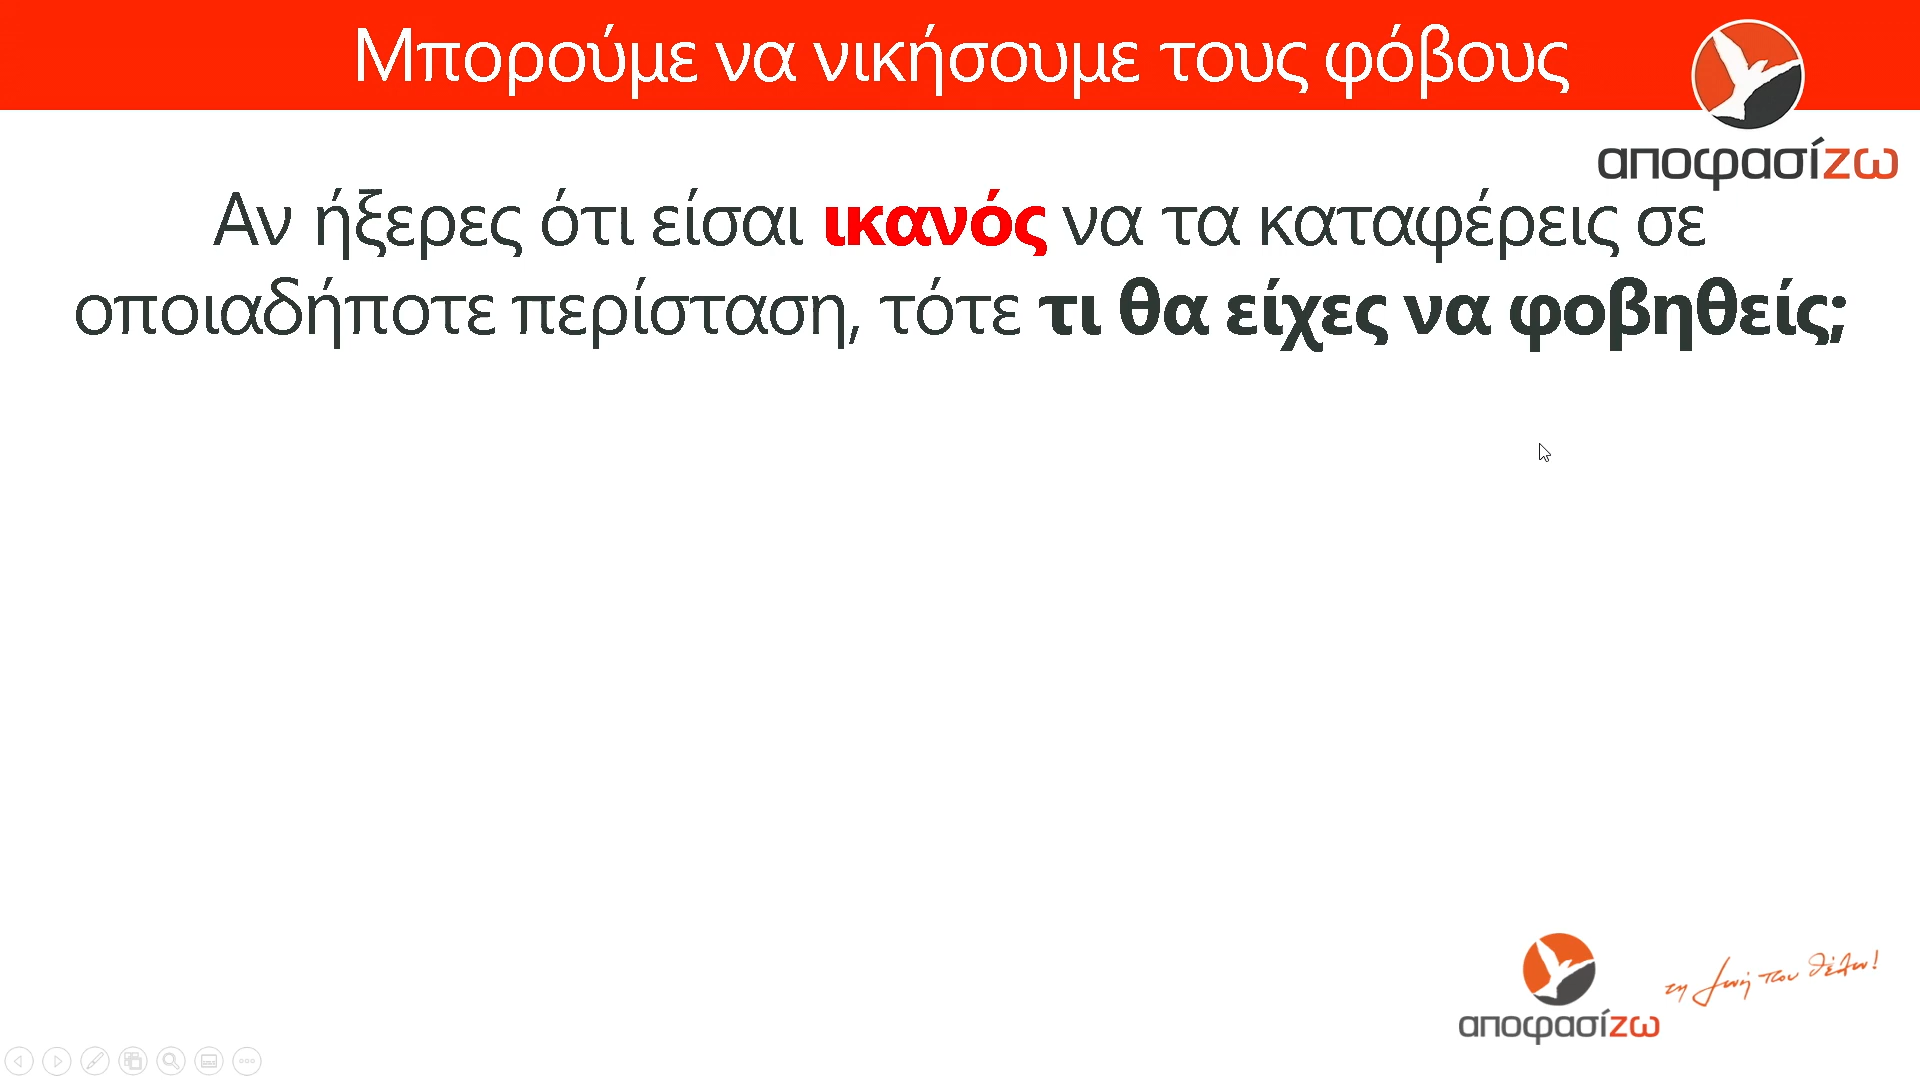 Μπορούμε να νικήσουμε τους φόβους
αποφασίζω
Αν ήξερες ότι είσαι ικανός να τα καταφέρεις σε
οποιαδήποτε περίσταση, τότε τι θα είχες να φοβηθείς;
τη ζωή που θέλω!
αποφασίζω